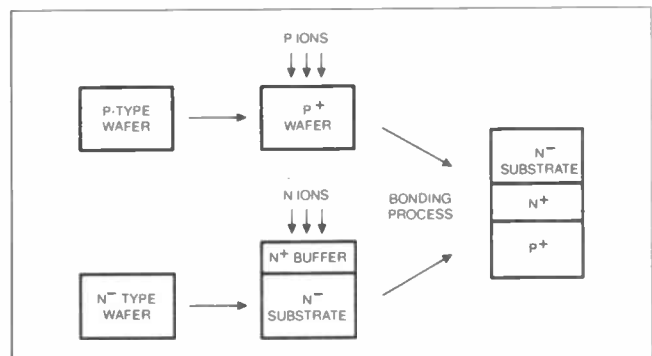 P IONS
P-TYPE
WAFER
P+
WAFER
N IONS
BONDING
PROCESS
N−
SUBSTRATE
N+
P+
N− TYPE
WAFER
N+ BUFFER
N−
SUBSTRATE